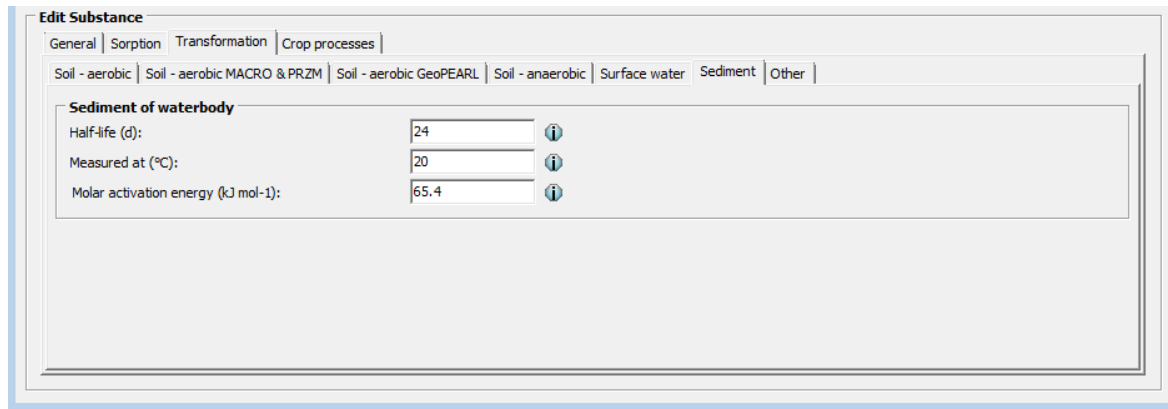 Edit Substance
General Sorption Transformation Crop processes
Soil - aerobic Soil - aerobic MACRO & PRZM Soil - aerobic GeoPEARL Soil - anaerobic Surface water Sediment Other
Sediment of waterbody
Half-life (d): 24
Measured at (°C): 20
Molar activation energy (kJ mol-1): 65.4